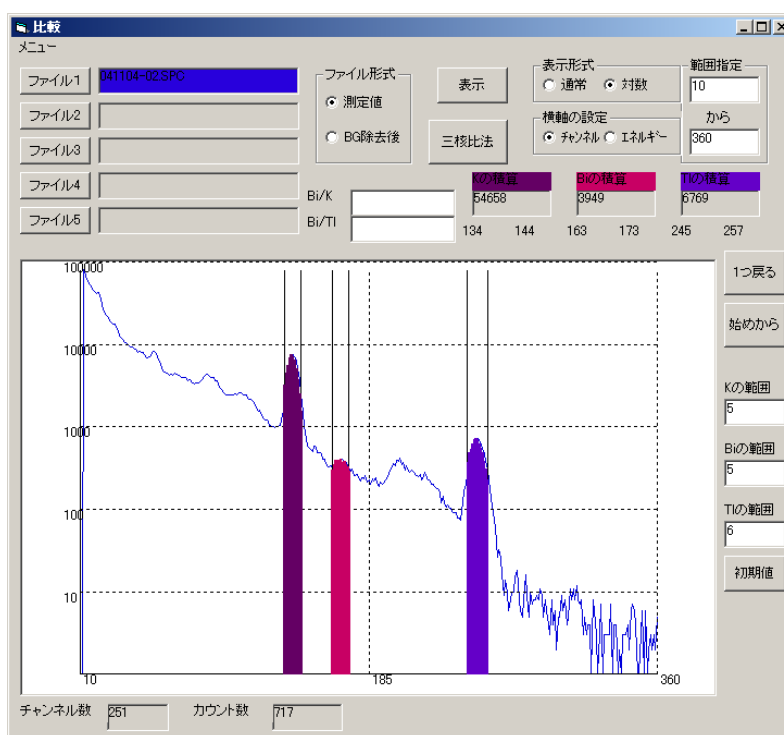 比較
メニュー
ファイル1 041104-02.SPC
ファイル2
ファイル3
ファイル4
ファイル5
ファイル形式
測定値
BG除去後
表示
三核比法
表示形式
通常 対数
横軸の設定
チャンネル エネルギー
範囲指定
10
から
360
Bi/K
Bi/Tl
Kの積算 Biの積算 Tlの積算
54658 3949 6769
134 144 163 173 245 257
1つ戻る
始めから
Kの範囲
5
Biの範囲
5
Tlの範囲
6
初期値
100000
10000
1000
100
10
10 185 360
チャンネル数 251 カウント数 717